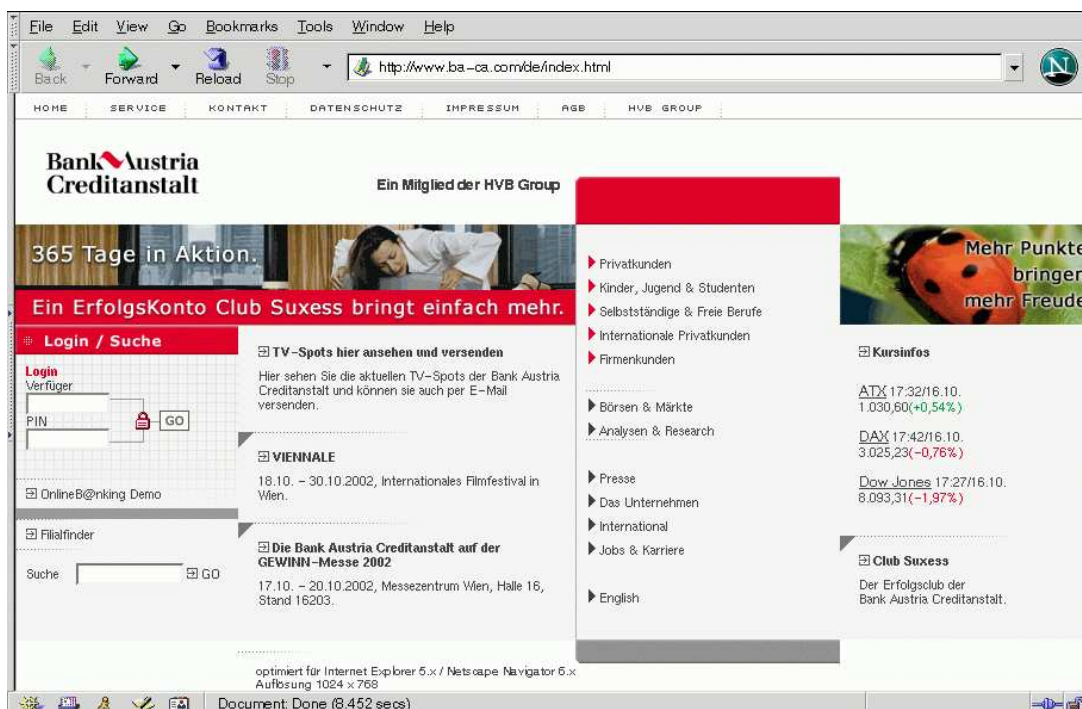 File Edit View Go Bookmarks Tools Window Help
Back Forward Reload Stop http://www.ba-ca.com/de/index.html N
HOME SERVICE KONTAKT DATENSCHUTZ IMPRESSUM AGB HVB GROUP
Bank Austria
Creditanstalt
Ein Mitglied der HVB Group
365 Tage in Aktion.
Ein ErfolgsKonto Club Suxess bringt einfach mehr.
Login / Suche
Login
Verfüger
PIN
GO
OnlineB@nking Demo
Filialfinder
Suche GO
TV-Spots hier ansehen und versenden
Hier sehen Sie die aktuellen TV-Spots der Bank Austria
Creditanstalt und können sie auch per E-Mail
versenden.
VIENNALE
18.10. - 30.10.2002, Internationales Filmfestival in
Wien.
Die Bank Austria Creditanstalt auf der
GEWINN-Messe 2002
17.10. - 20.10.2002, Messezentrum Wien, Halle 16,
Stand 16203.
optimiert für Internet Explorer 5.x / Netscape Navigator 6.x
Auflösung 1024 x 768
Privatkunden
Kinder, Jugend & Studenten
Selbstständige & Freie Berufe
Internationale Privatkunden
Firmenkunden
Börsen & Märkte
Analysen & Research
Presse
Das Unternehmen
International
Jobs & Karriere
English
Mehr Punkte
bringen
mehr Freude
Kursinfos
ATX 17:32/16.10.
1.030,60(+0,54%)
DAX 17:42/16.10.
3.025,23(-0,76%)
Dow Jones 17:27/16.10.
8.093,31(-1,97%)
Club Suxess
Der Erfolgsclub der
Bank Austria Creditanstalt.
Document: Done (8.452 secs)